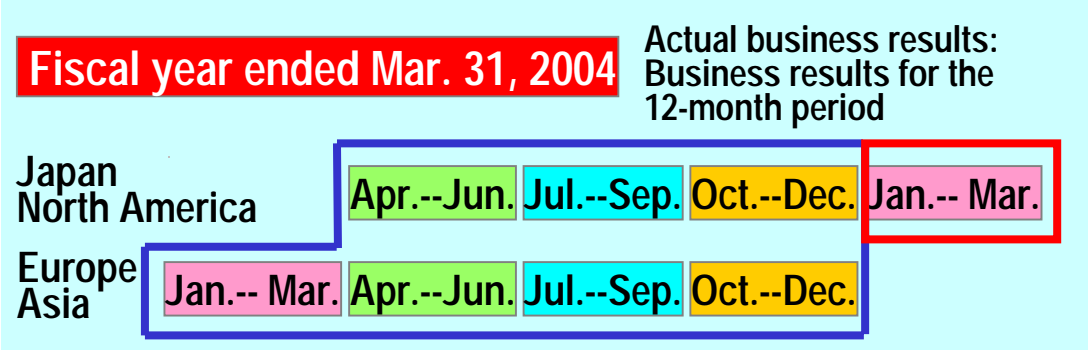 Fiscal year ended Mar. 31, 2004
Actual business results:
Business results for the
12-month period
Japan
North America
Apr.--Jun. Jul.--Sep. Oct.--Dec. Jan.-- Mar.
Europe
Asia
Jan.-- Mar. Apr.--Jun. Jul.--Sep. Oct.--Dec.